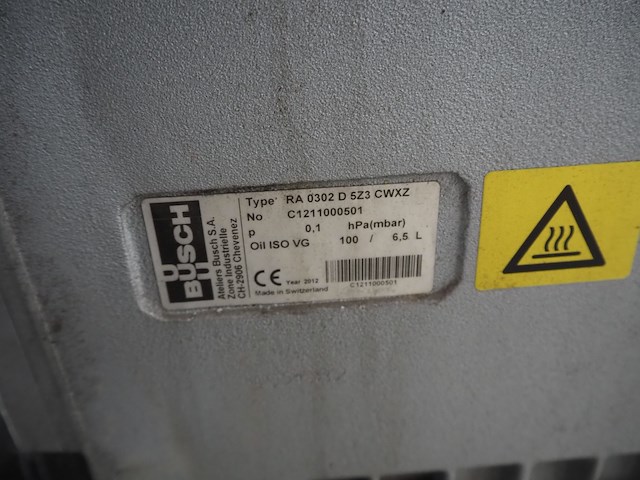 BUSCH
Ateliers Busch S.A.
Zone Industrielle
CH-2906 Chevenez
Type RA 0302 D 5Z3 CWXZ
No C1211000501
p 0,1 hPa(mbar)
Oil ISO VG 100 / 6,5 L
CE Year 2012
C1211000501
Made in Switzerland